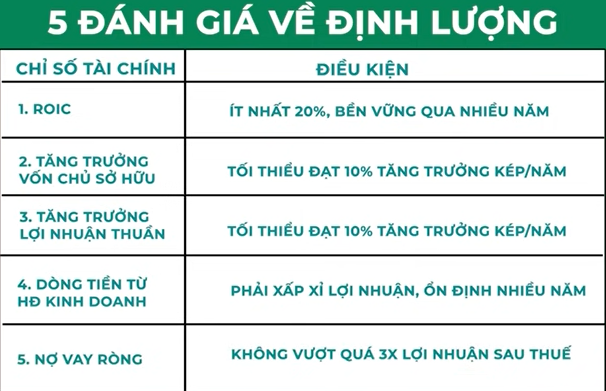 5 ĐÁNH GIÁ VỀ ĐỊNH LƯỢNG
CHỈ SỐ TÀI CHÍNH
ĐIỀU KIỆN
1. ROIC
ÍT NHẤT 20%, BỀN VỮNG QUA NHIỀU NĂM
2. TĂNG TRƯỞNG
VỐN CHỦ SỞ HỮU
TỐI THIỂU ĐẠT 10% TĂNG TRƯỞNG KÉP/NĂM
3. TĂNG TRƯỞNG
LỢI NHUẬN THUẦN
TỐI THIỂU ĐẠT 10% TĂNG TRƯỞNG KÉP/NĂM
4. DÒNG TIỀN TỪ
HĐ KINH DOANH
PHẢI XẤP XỈ LỢI NHUẬN, ỔN ĐỊNH NHIỀU NĂM
5. NỢ VAY RÒNG
KHÔNG VƯỢT QUÁ 3X LỢI NHUẬN SAU THUẾ